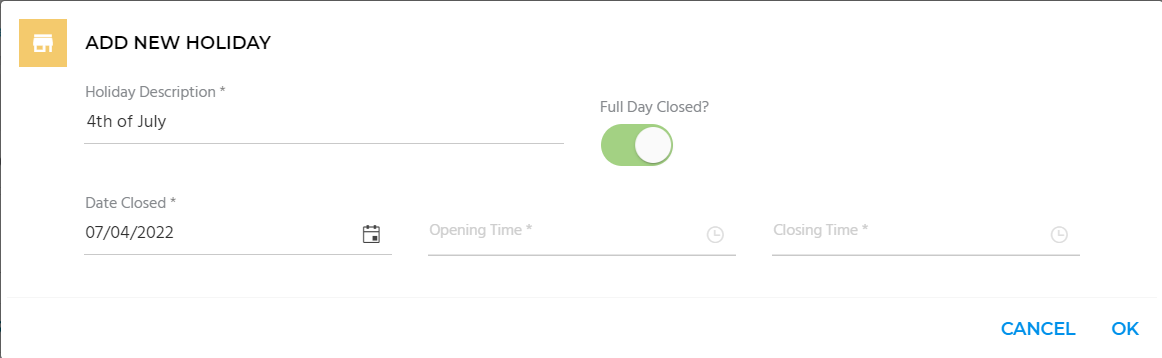 ADD NEW HOLIDAY
Holiday Description *
4th of July
Full Day Closed?
Date Closed *
07/04/2022
Opening Time *
Closing Time *
CANCEL
OK